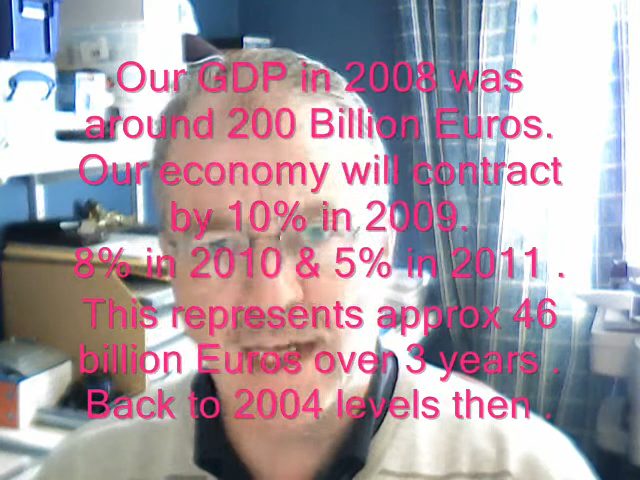 Our GDP in 2008 was
around 200 Billion Euros.
Our economy will contract
by 10% in 2009.
8% in 2010 & 5% in 2011 .
This represents approx 46
billion Euros over 3 years .
Back to 2004 levels then .